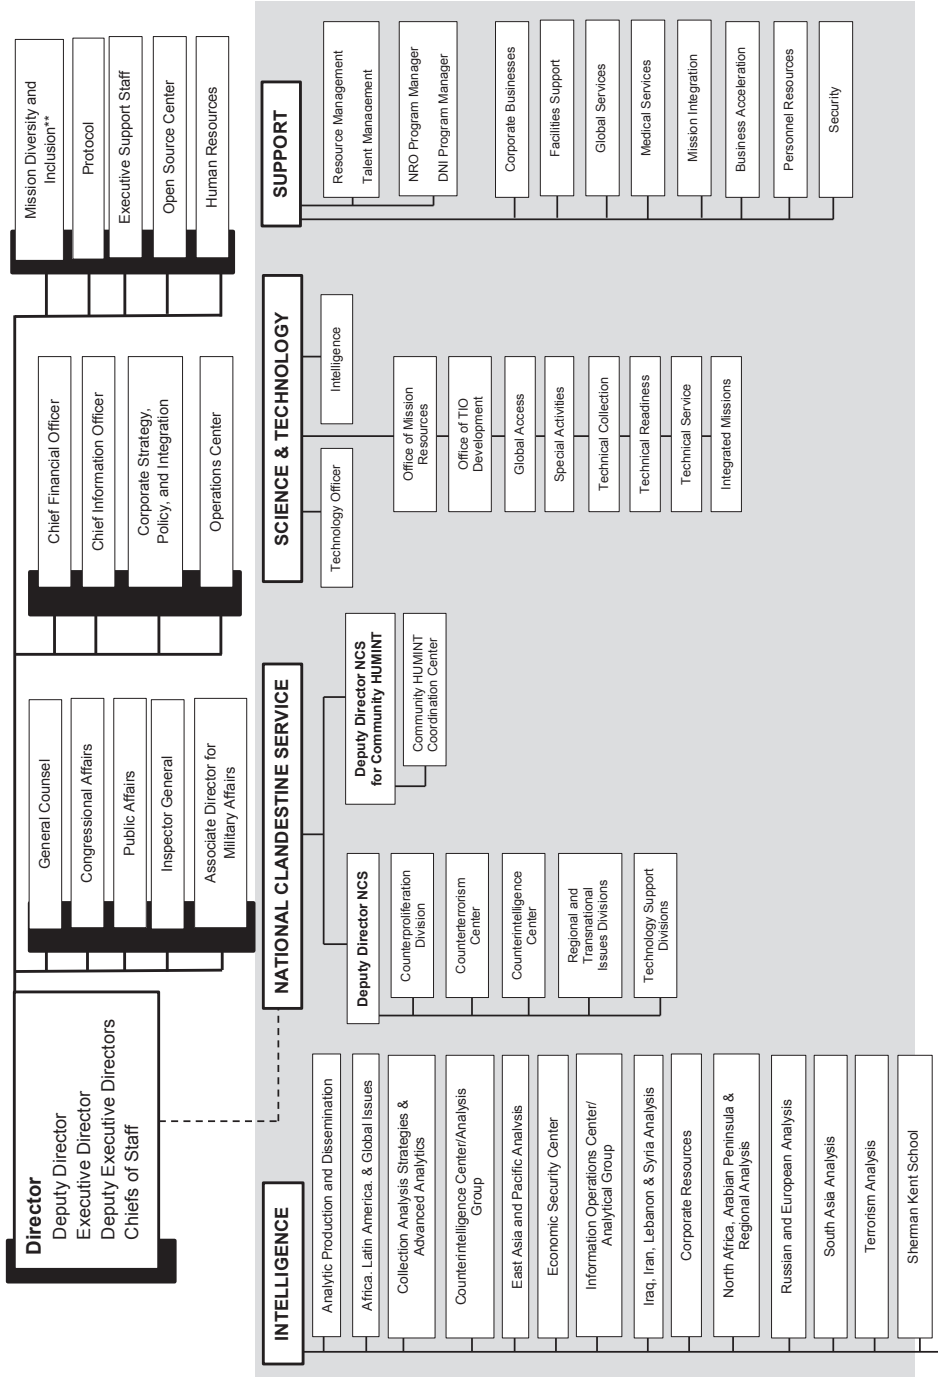 Director
Deputy Director
Executive Director
Deputy Executive Directors
Chiefs of Staff
General Counsel
Congressional Affairs
Public Affairs
Inspector General
Associate Director for
Military Affairs
Chief Financial Officer
Chief Information Officer
Corporate Strategy,
Policy, and Integration
Operations Center
Mission Diversity and
Inclusion**
Protocol
Executive Support Staff
Open Source Center
Human Resources
INTELLIGENCE
Analytic Production and Dissemination
Africa. Latin America. & Global Issues
Collection Analysis Strategies &
Advanced Analytics
Counterintelligence Center/Analysis
Group
East Asia and Pacific Analvsis
Economic Security Center
Information Operations Center/
Analytical Group
Iraq, Iran, Lebanon & Syria Analysis
Corporate Resources
North Africa, Arabian Peninsula &
Regional Analysis
Russian and European Analysis
South Asia Analysis
Terrorism Analysis
Sherman Kent School
NATIONAL CLANDESTINE SERVICE
Deputy Director NCS
Counterproliferation
Division
Counterterrorism
Center
Counterintelligence
Center
Regional and
Transnational
Issues Divisions
Technology Support
Divisions
Deputy Director NCS
for Community HUMINT
Community HUMINT
Coordination Center
SCIENCE & TECHNOLOGY
Technology Officer
Intelligence
Office of Mission
Resources
Office of TIO
Development
Global Access
Special Activities
Technical Collection
Technical Readiness
Technical Service
Integrated Missions
SUPPORT
Resource Management
Talent Management
NRO Program Manager
DNI Program Manager
Corporate Businesses
Facilities Support
Global Services
Medical Services
Mission Integration
Business Acceleration
Personnel Resources
Security